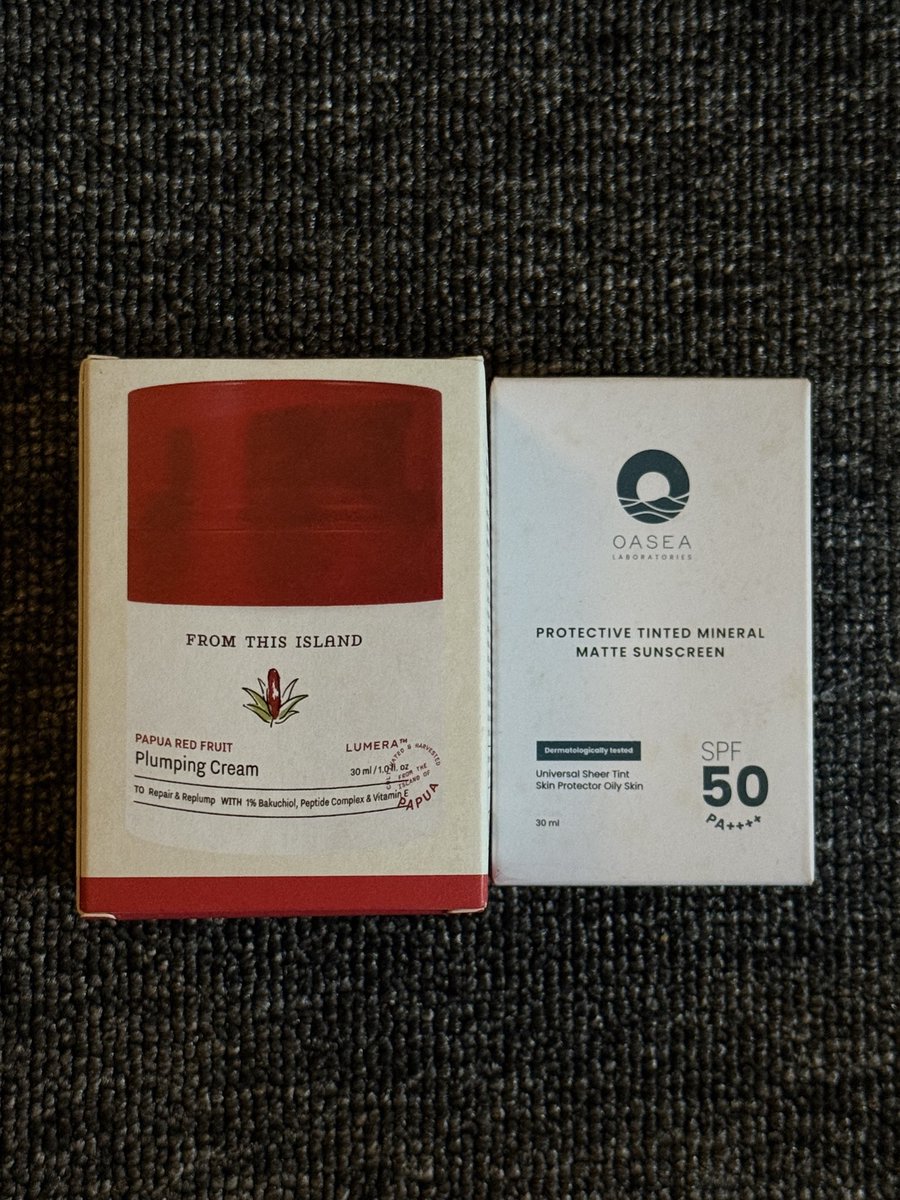 FROM THIS ISLAND
PAPUA RED FRUIT
Plumping Cream
LUMERA™
30 ml / 1.0 fl. oz
& HARVESTED
FROM THE
ISLAND OF
PAPUA
TO Repair & Replump WITH 1% Bakuchiol, Peptide Complex & Vitamin E
OASEA
LABORATORIES
PROTECTIVE TINTED MINERAL
MATTE SUNSCREEN
Dermatologically tested
Universal Sheer Tint
Skin Protector Oily Skin
30 ml
SPF
50
PA++++